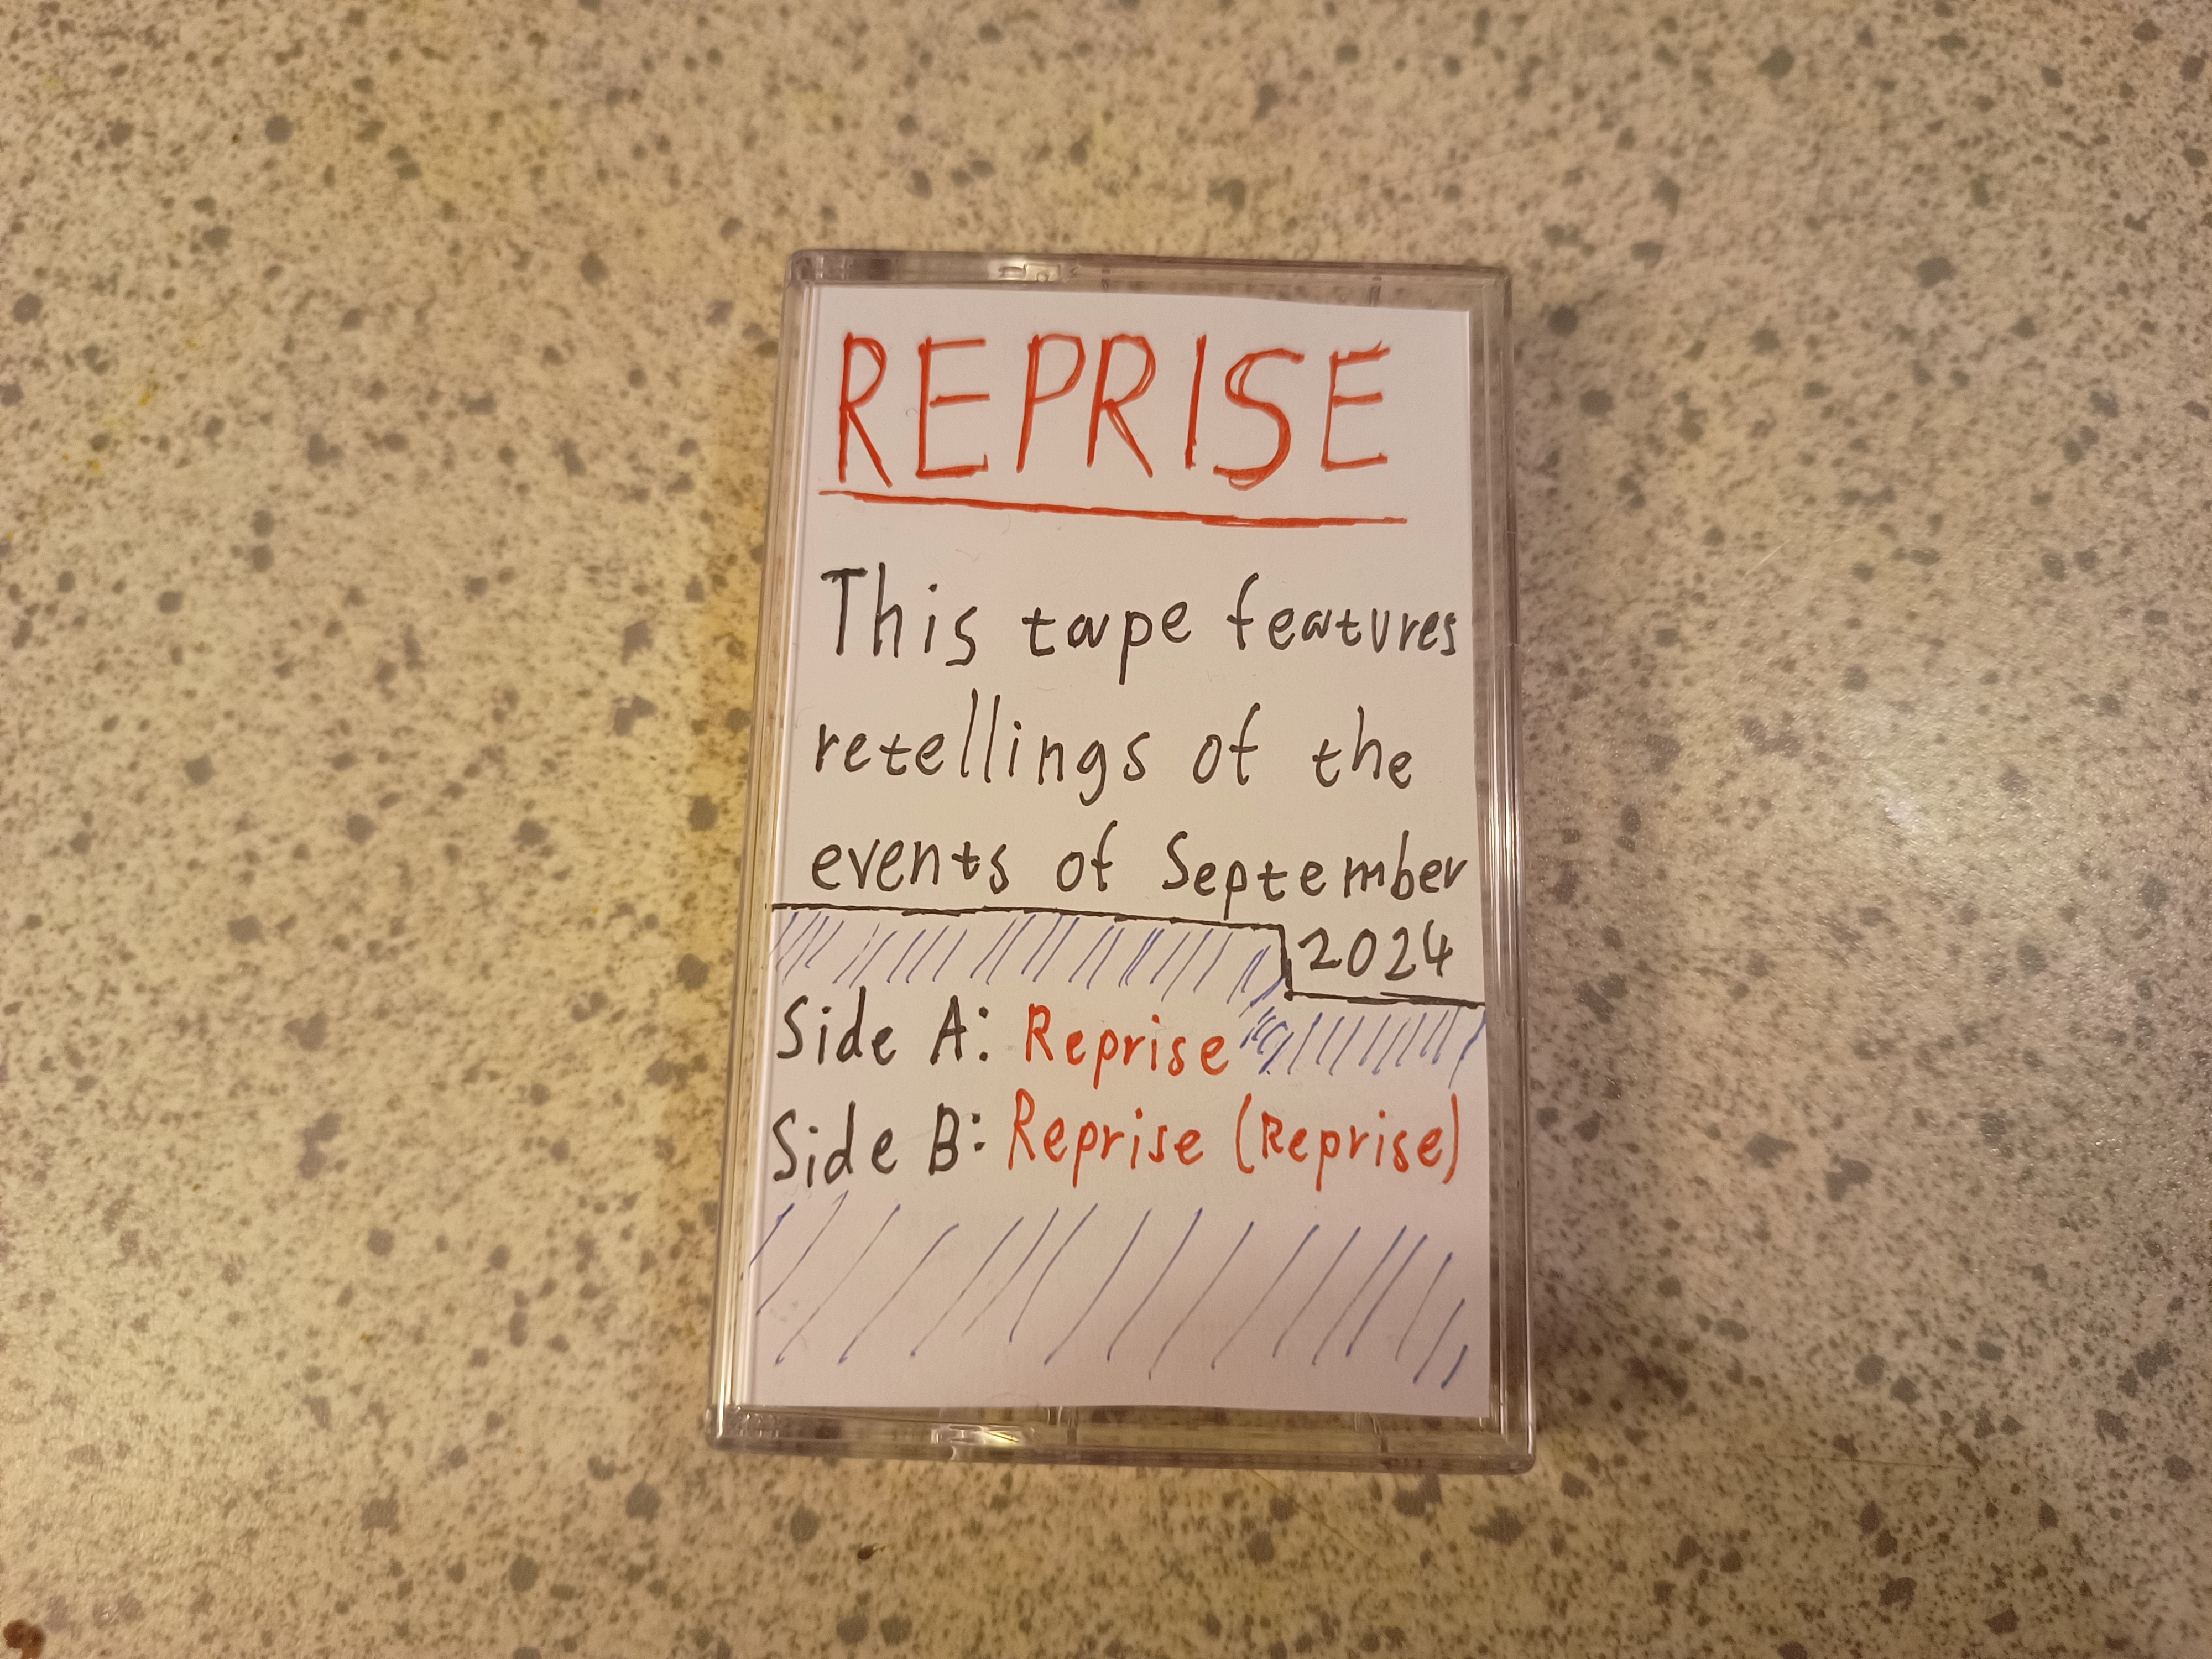 REPRISE
This tape features
retellings of the
events of September
2024
Side A: Reprise
Side B: Reprise (Reprise)